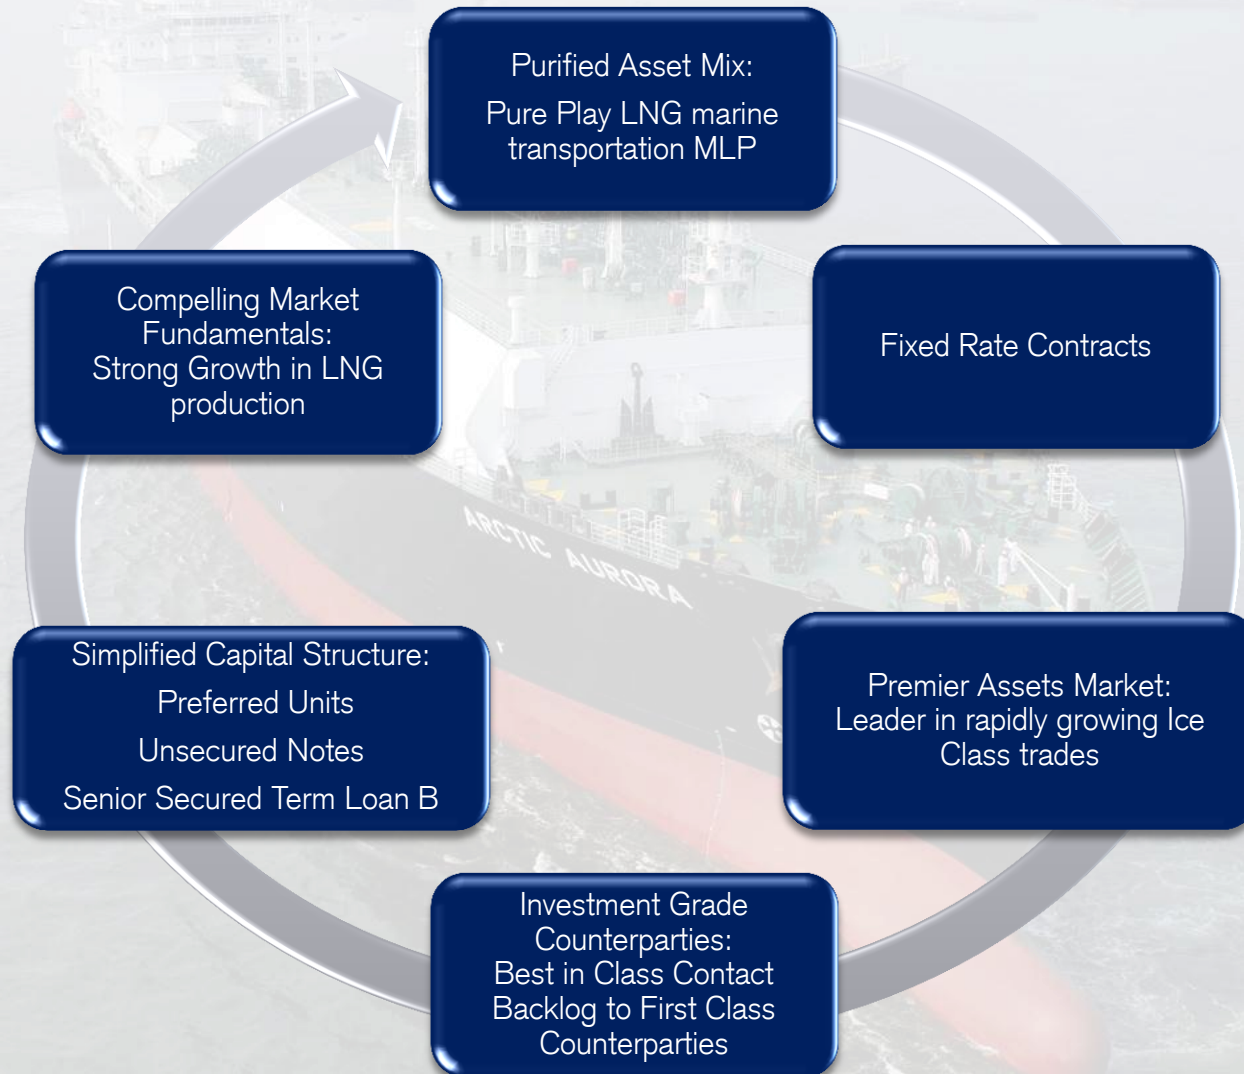 Purified Asset Mix:
Pure Play LNG marine
transportation MLP
Fixed Rate Contracts
Premier Assets Market:
Leader in rapidly growing Ice
Class trades
Investment Grade
Counterparties:
Best in Class Contact
Backlog to First Class
Counterparties
Simplified Capital Structure:
Preferred Units
Unsecured Notes
Senior Secured Term Loan B
Compelling Market
Fundamentals:
Strong Growth in LNG
production
ARCTIC AURORA